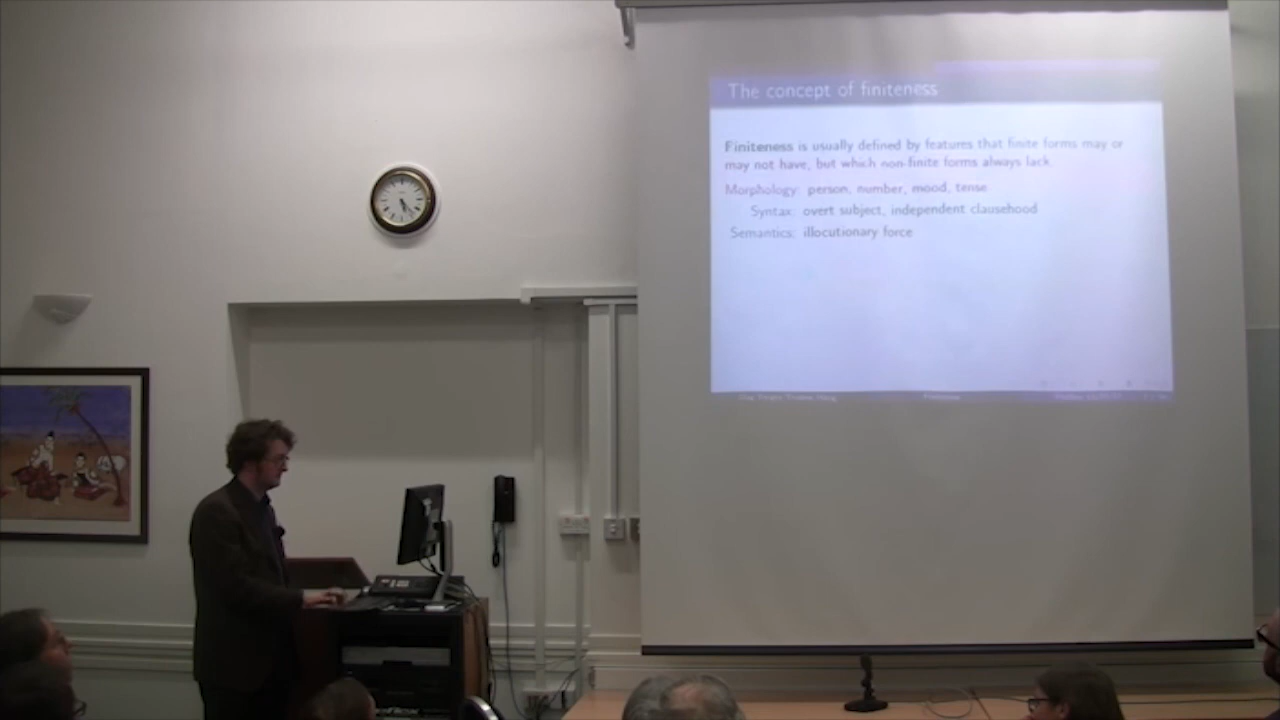 The concept of finiteness
Finiteness is usually defined by features that finite forms may or
may not have, but which non-finite forms always lack
Morphology: person, number, mood, tense
Syntax: overt subject, independent clausehood
Semantics: illocutionary force